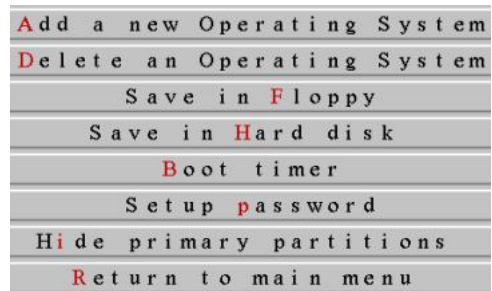 Add a new Operating System
Delete an Operating System
Save in Floppy
Save in Hard disk
Boot timer
Setup password
Hide primary partitions
Return to main menu